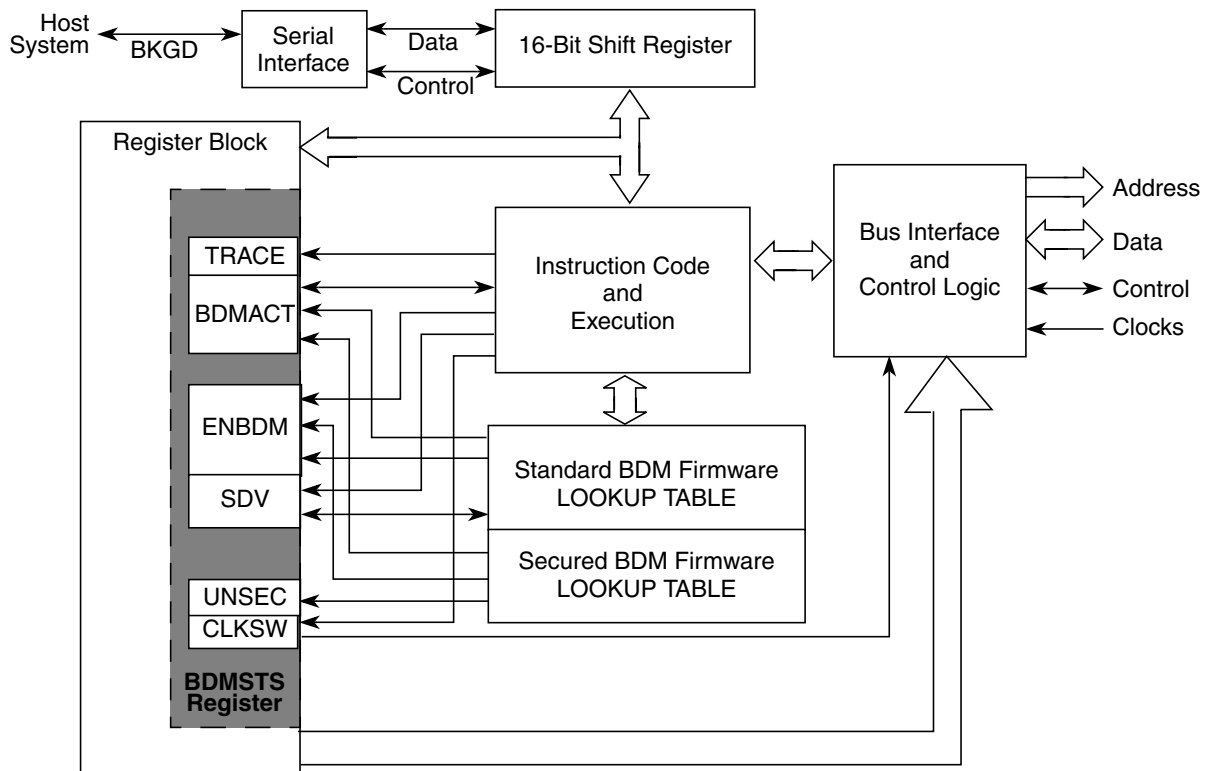 Host
System
BKGD
Serial
Interface
Data
Control
16-Bit Shift Register
Register Block
TRACE
BDMACT
ENBDM
SDV
UNSEC
CLKSW
BDMSTS
Register
Instruction Code
and
Execution
Standard BDM Firmware
LOOKUP TABLE
Secured BDM Firmware
LOOKUP TABLE
Bus Interface
and
Control Logic
Address
Data
Control
Clocks